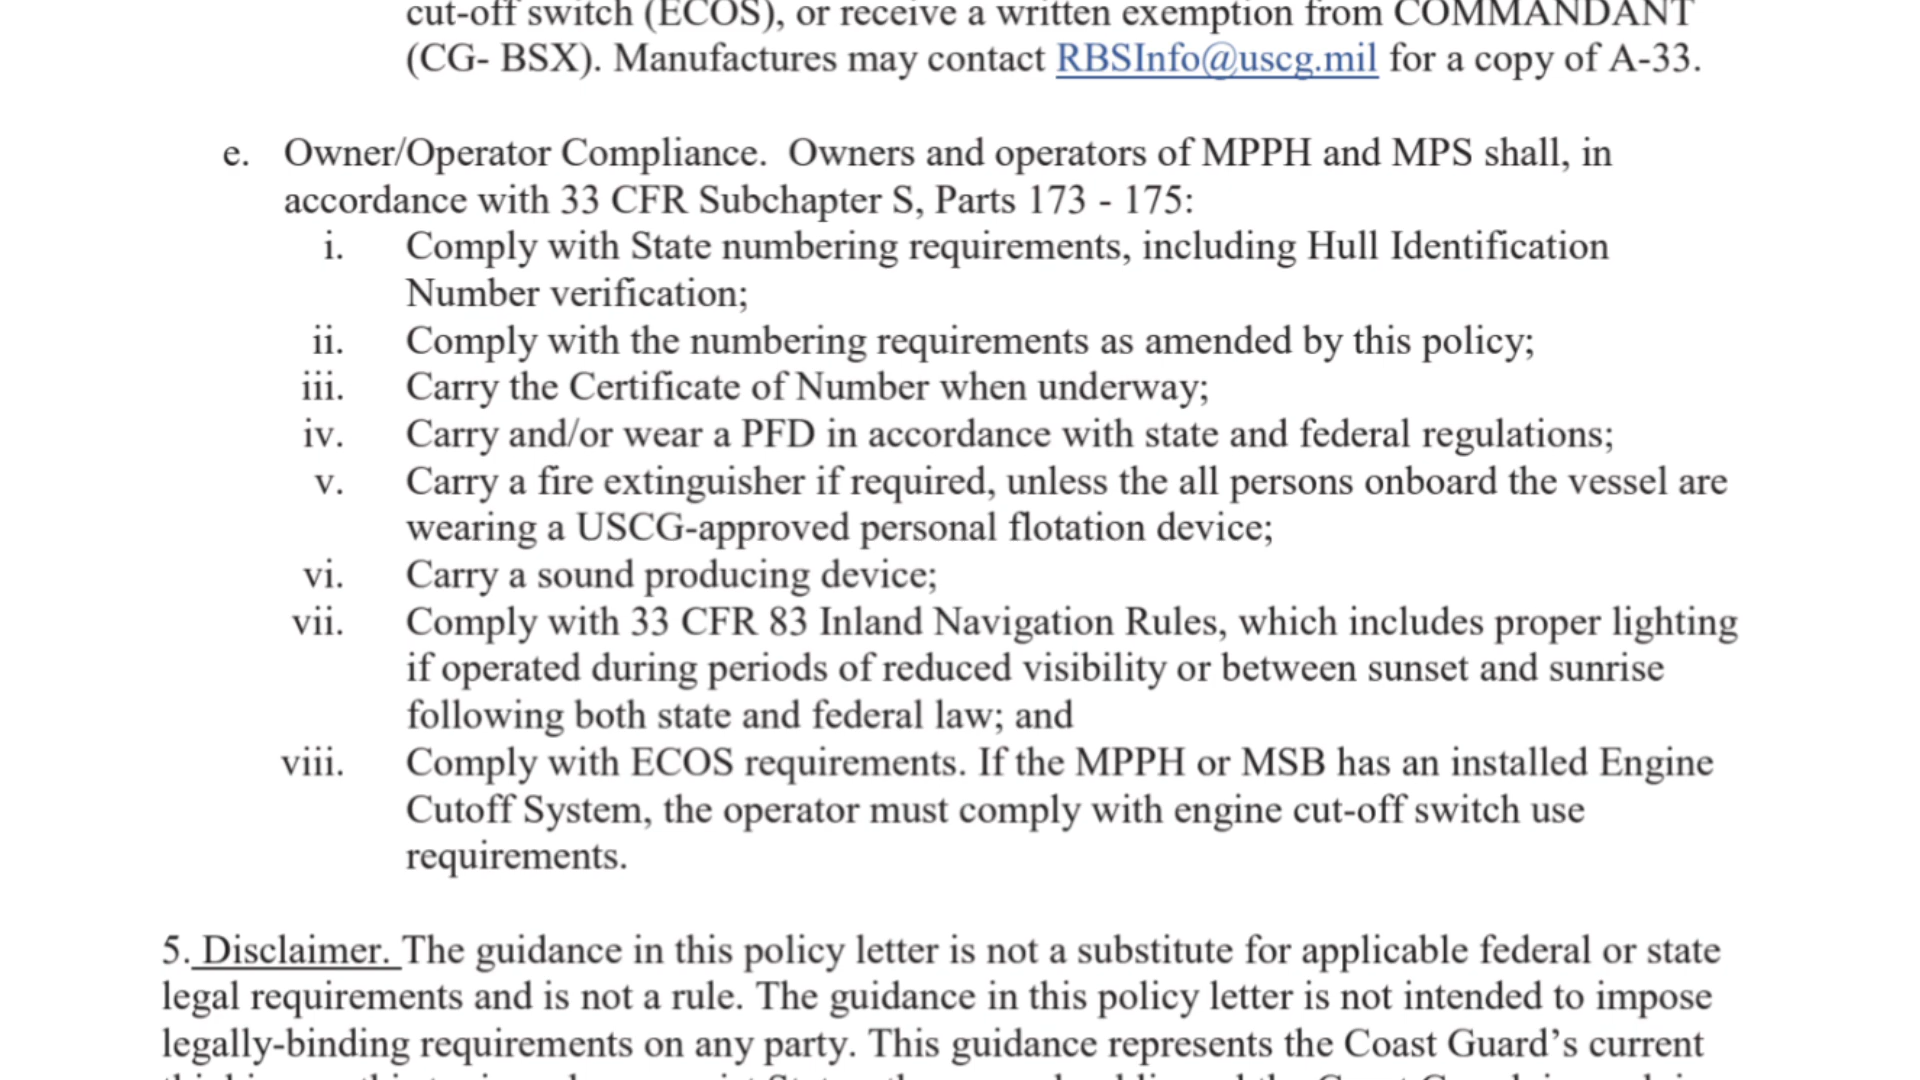 cut-off switch (ECOS), or receive a written exemption from COMMANDANT
(CG- BSX). Manufactures may contact RBSInfo@uscg.mil for a copy of A-33.
e. Owner/Operator Compliance.  Owners and operators of MPPH and MPS shall, in
accordance with 33 CFR Subchapter S, Parts 173 - 175:
i. Comply with State numbering requirements, including Hull Identification
Number verification;
ii. Comply with the numbering requirements as amended by this policy;
iii. Carry the Certificate of Number when underway;
iv. Carry and/or wear a PFD in accordance with state and federal regulations;
v. Carry a fire extinguisher if required, unless the all persons onboard the vessel are
wearing a USCG-approved personal flotation device;
vi. Carry a sound producing device;
vii. Comply with 33 CFR 83 Inland Navigation Rules, which includes proper lighting
if operated during periods of reduced visibility or between sunset and sunrise
following both state and federal law; and
viii. Comply with ECOS requirements. If the MPPH or MSB has an installed Engine
Cutoff System, the operator must comply with engine cut-off switch use
requirements.
5. Disclaimer. The guidance in this policy letter is not a substitute for applicable federal or state
legal requirements and is not a rule. The guidance in this policy letter is not intended to impose
legally-binding requirements on any party. This guidance represents the Coast Guard’s current